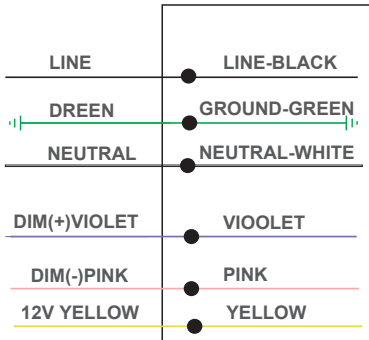 LINE LINE-BLACK
DREEN GROUND-GREEN
NEUTRAL NEUTRAL-WHITE
DIM(+)VIOLET VIOOLET
DIM(-)PINK PINK
12V YELLOW YELLOW